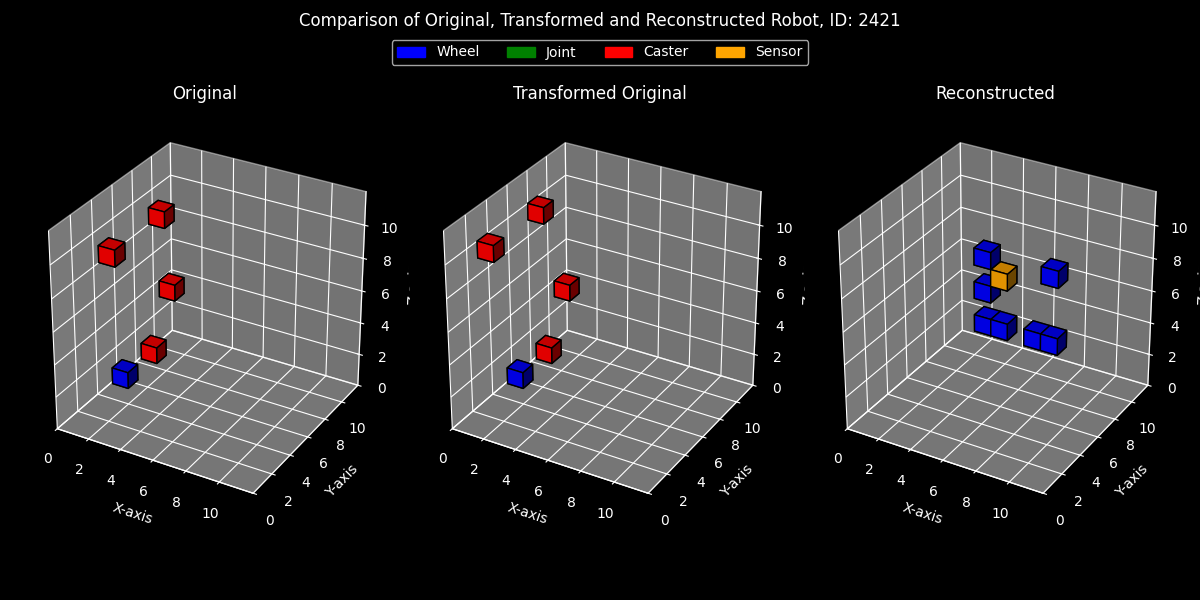 Comparison of Original, Transformed and Reconstructed Robot, ID: 2421
Wheel Joint Caster Sensor
Original Transformed Original Reconstructed
10 10 10
8 8 8
6 6 6
4 4 4
2 2 2
0 0 0
10 10 10
8 8 8
6 6 6
4 4 4
2 2 2
0 0 0
0 2 4 6 8 10
0 2 4 6 8 10
0 2 4 6 8 10
X-axis Y-axis X-axis Y-axis X-axis Y-axis